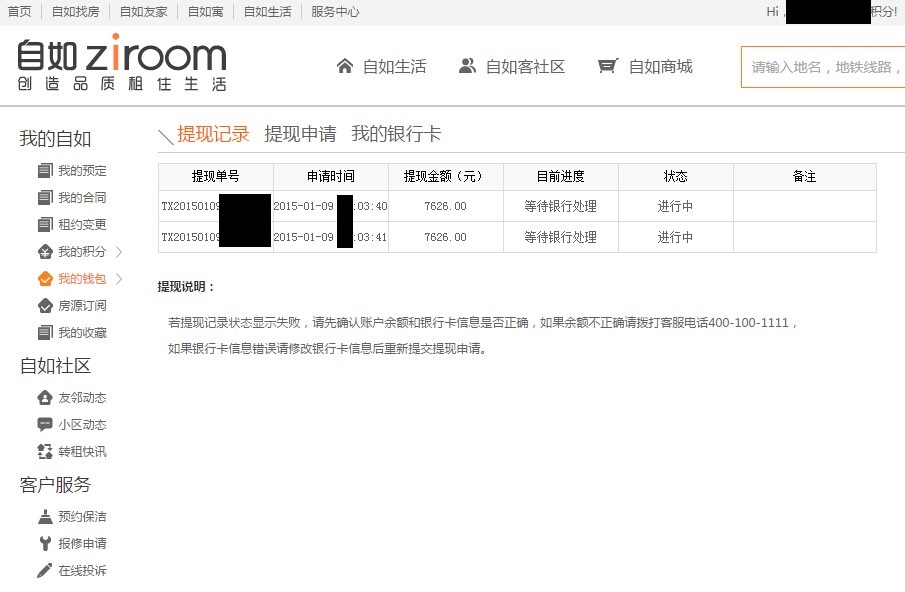 首页 自如找房 自如友家 自如寓 自如生活 服务中心 Hi , 积分!
自如 ziroom
创造品质租住生活
自如生活 自如客社区 自如商城 请输入地名，地铁线路，
我的自如
我的预定
我的合同
租约变更
我的积分
我的钱包
房源订阅
我的收藏
自如社区
友邻动态
小区动态
转租快讯
客户服务
预约保洁
报修申请
在线投诉
提现记录 提现申请 我的银行卡
提现单号 申请时间 提现金额（元） 目前进度 状态 备注
TX20150109 2015-01-09 :03:40 7626.00 等待银行处理 进行中
TX20150109 2015-01-09 :03:41 7626.00 等待银行处理 进行中
提现说明：
若提现记录状态显示失败，请先确认账户余额和银行卡信息是否正确，如果余额不正确请拨打客服电话400-100-1111，
如果银行卡信息错误请修改银行卡信息后重新提交提现申请。